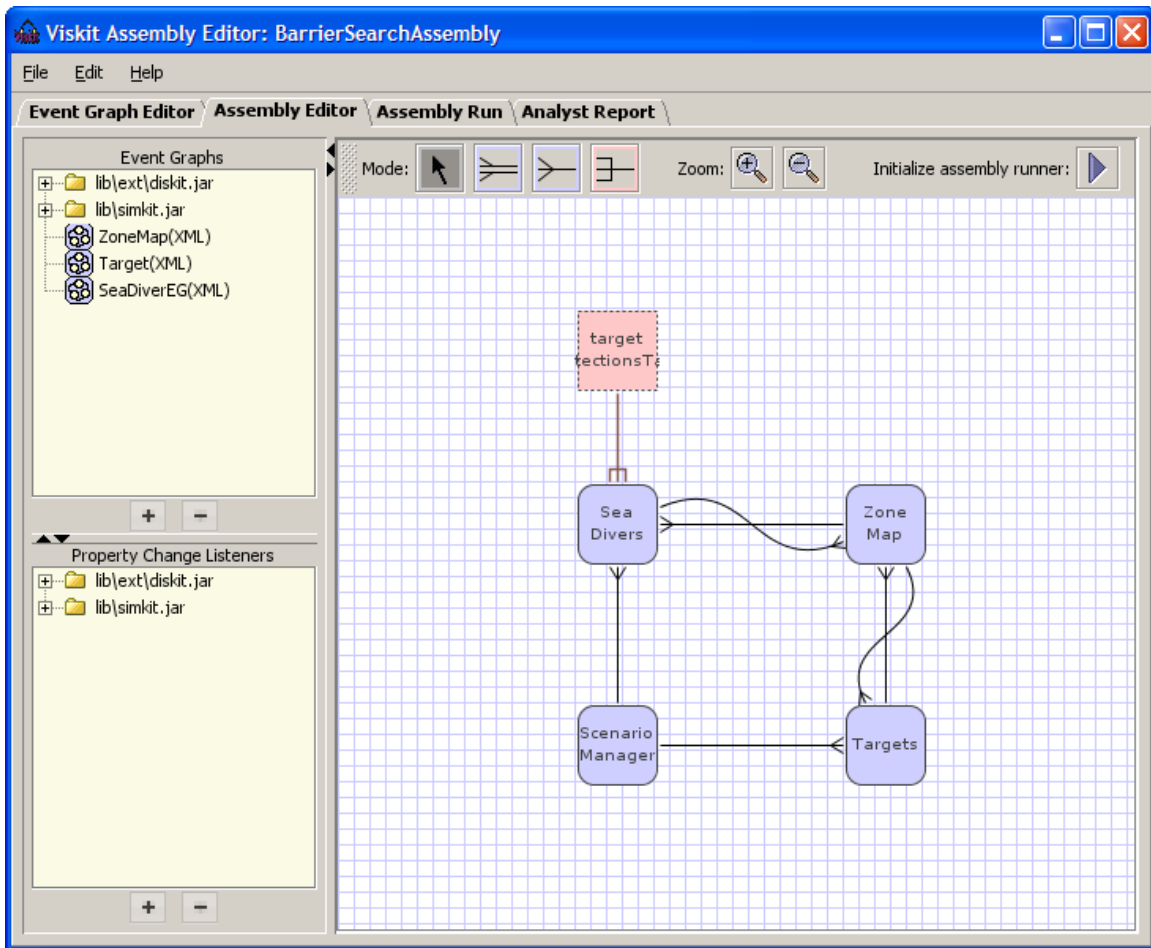 Viskit Assembly Editor: BarrierSearchAssembly
File Edit Help
Event Graph Editor Assembly Editor Assembly Run Analyst Report
Event Graphs
lib\ext\diskit.jar
lib\simkit.jar
ZoneMap(XML)
Target(XML)
SeaDiverEG(XML)
Property Change Listeners
lib\ext\diskit.jar
lib\simkit.jar
Mode:
Zoom:
Initialize assembly runner:
target
Sea
Divers
Zone
Map
Scenario
Manager
Targets